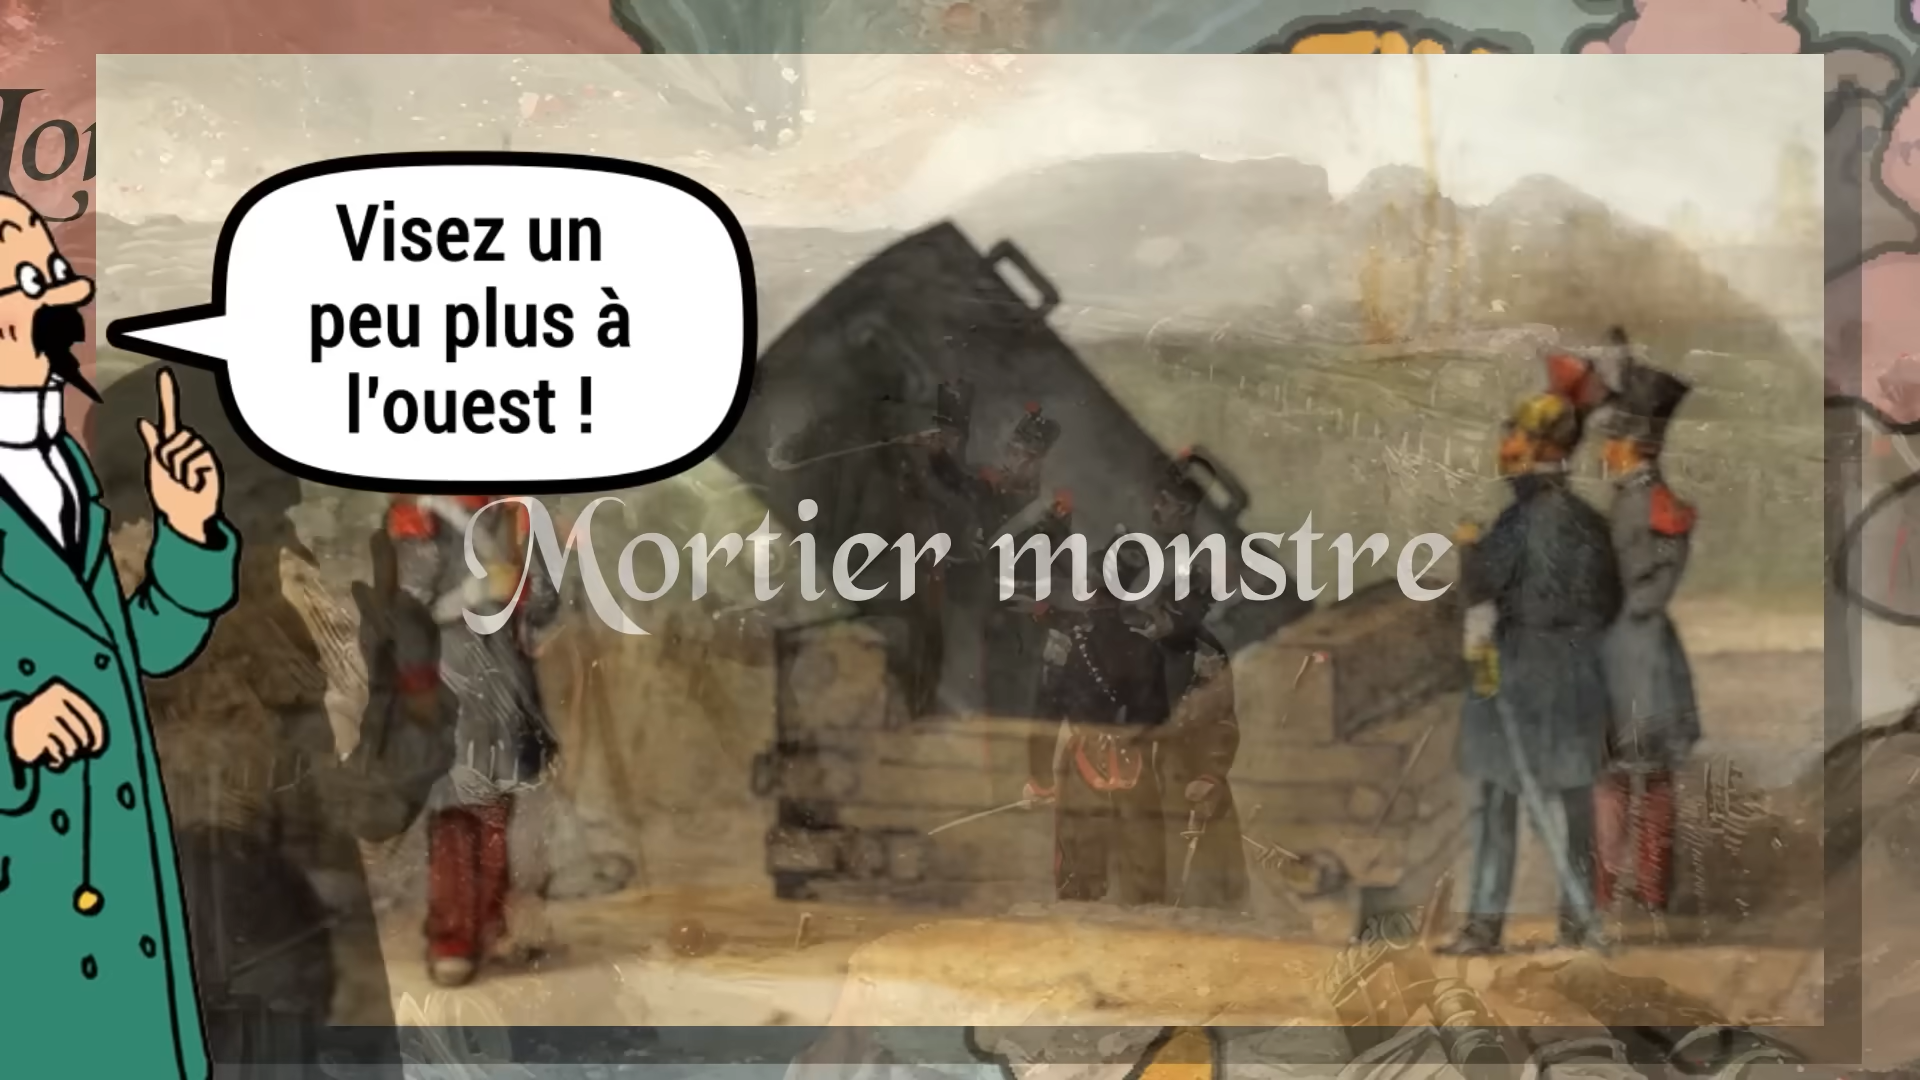 Visez un
peu plus à
l'ouest !
Mortier monstre